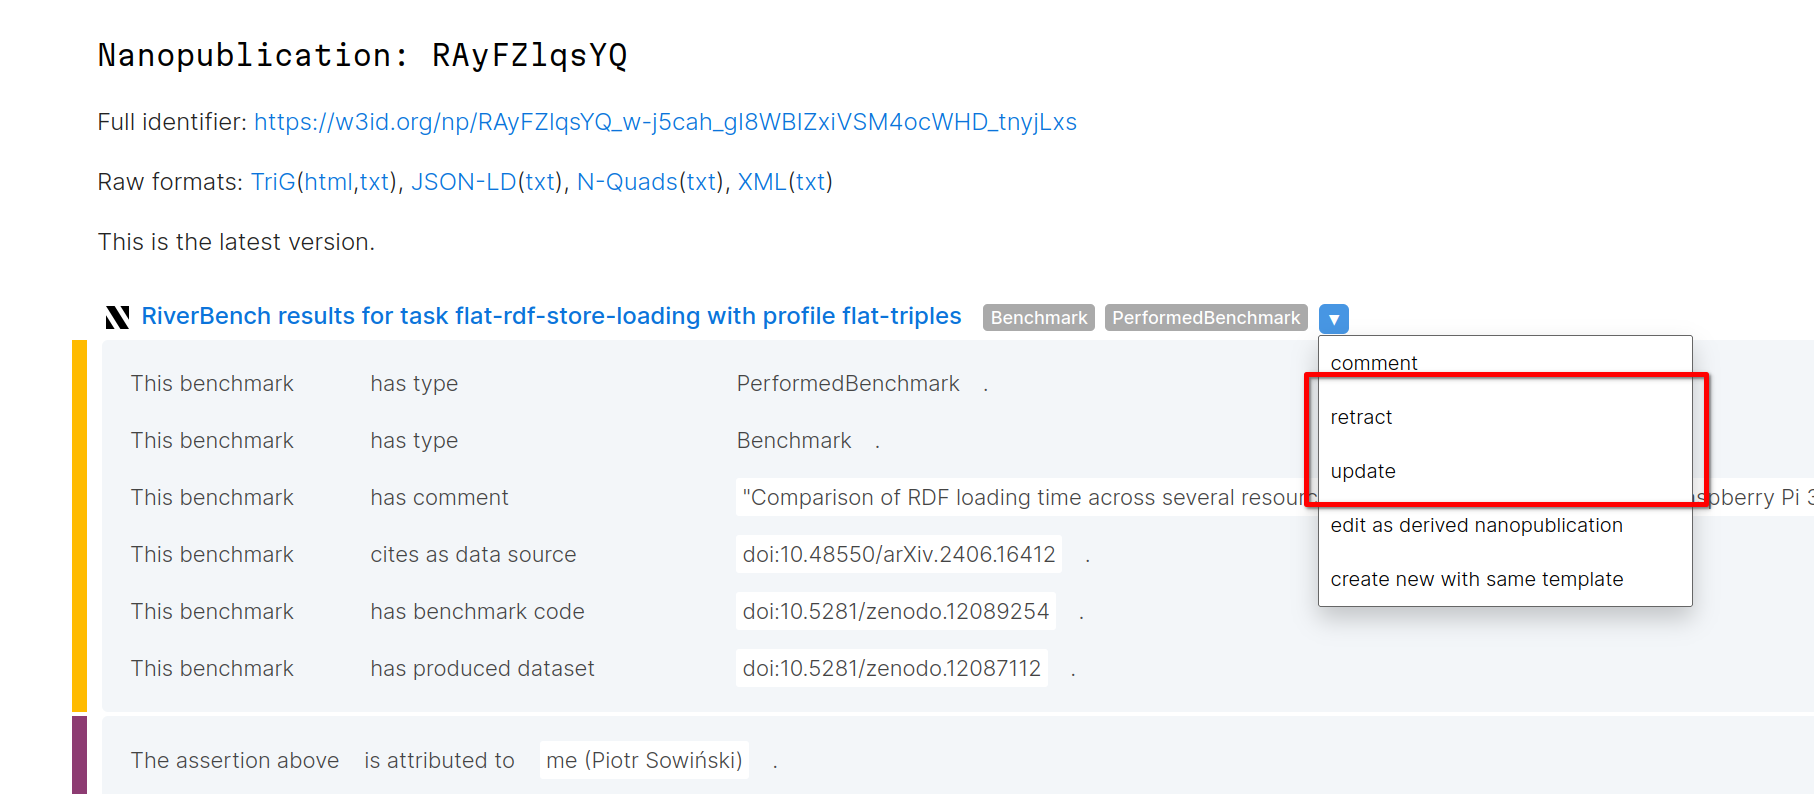 Nanopublication: RAyFZlqsYQ
Full identifier: https://w3id.org/np/RAyFZlqsYQ_w-j5cah_gI8WBIZxiVSM4ocWHD_tnyjLxs
Raw formats: TriG(html,txt), JSON-LD(txt), N-Quads(txt), XML(txt)
This is the latest version.
RiverBench results for task flat-rdf-store-loading with profile flat-triples Benchmark PerformedBenchmark ▼
comment
This benchmark has type PerformedBenchmark .
retract
This benchmark has type Benchmark .
update
This benchmark has comment "Comparison of RDF loading time across several Pi 3
edit as derived nanopublication
This benchmark cites as data source doi:10.48550/arXiv.2406.16412 .
create new with same template
This benchmark has benchmark code doi:10.5281/zenodo.12089254 .
This benchmark has produced dataset doi:10.5281/zenodo.12087112 .
The assertion above is attributed to me (Piotr Sowiński) .